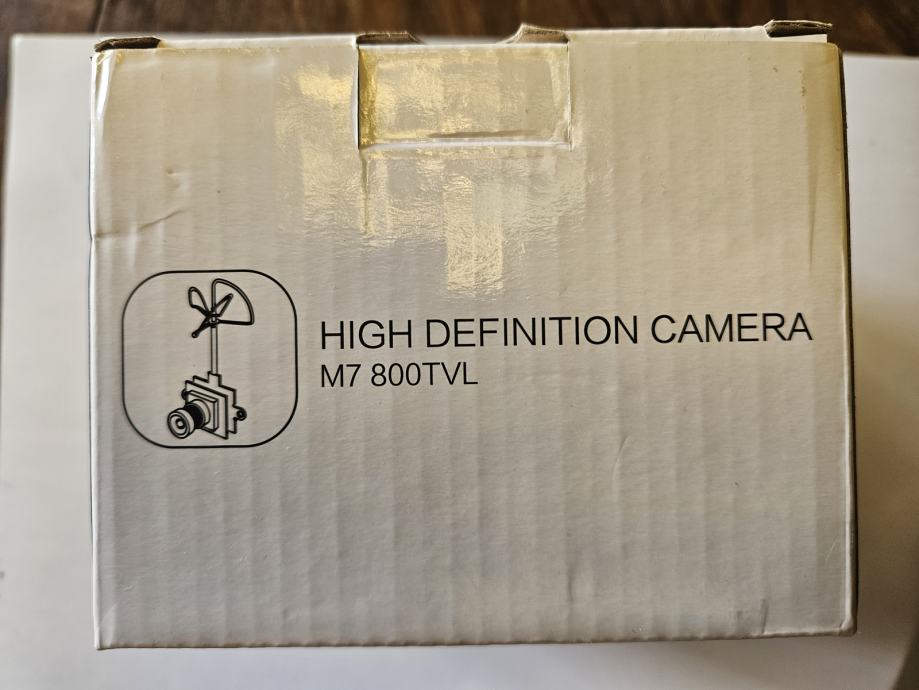 HIGH DEFINITION CAMERA
M7 800TVL